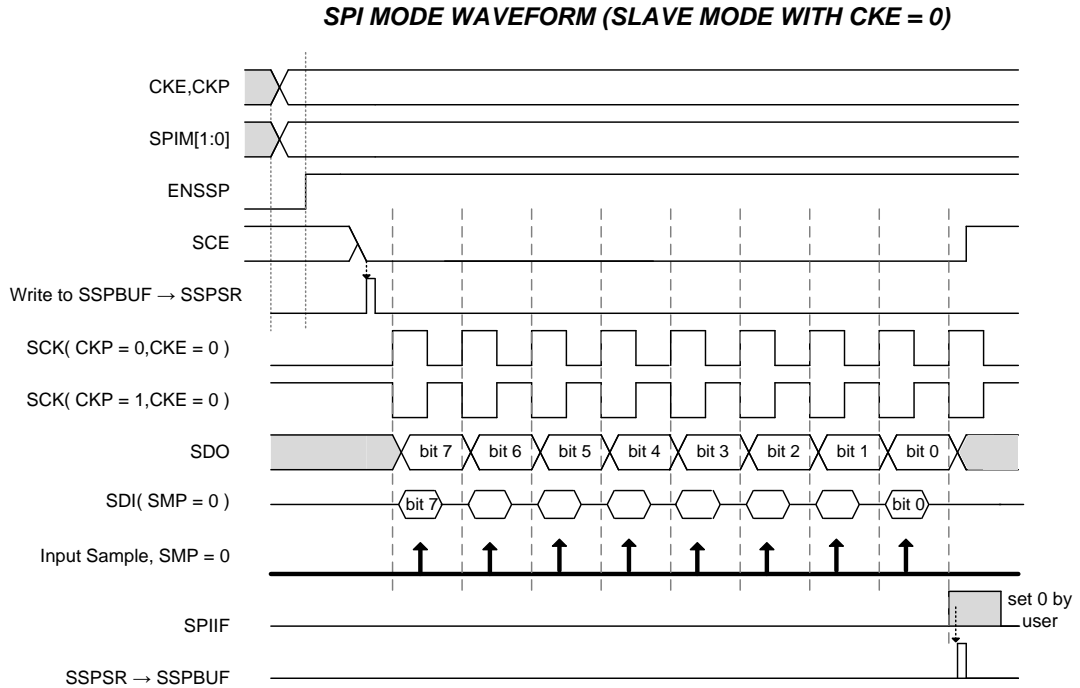 SPI MODE WAVEFORM (SLAVE MODE WITH CKE = 0)
CKE,CKP
SPIM[1:0]
ENSSP
SCE
Write to SSPBUF → SSPSR
SCK( CKP = 0,CKE = 0 )
SCK( CKP = 1,CKE = 0 )
SDO
bit 7 bit 6 bit 5 bit 4 bit 3 bit 2 bit 1 bit 0
SDI( SMP = 0 )
bit 7 bit 0
Input Sample, SMP = 0
SPIIF
set 0 by
user
SSPSR → SSPBUF